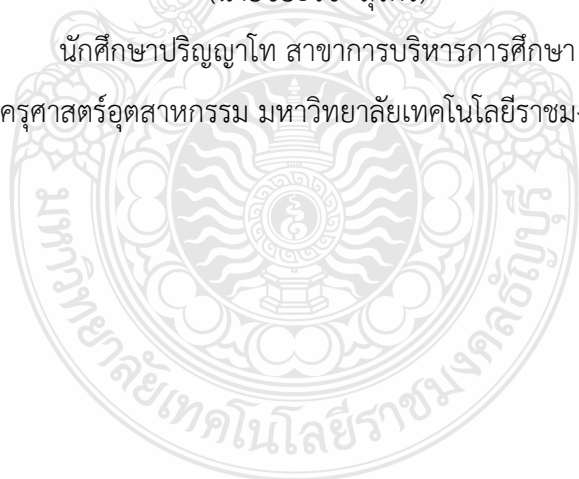 นักศึกษาปริญญาโท สาขาการบริหารการศึกษา
ครุศาสตร์อุตสาหกรรม มหาวิทยาลัยเทคโนโลยีราชม
มหาวิทยาลัยเทคโนโลยีราชมงคลธัญบุรี